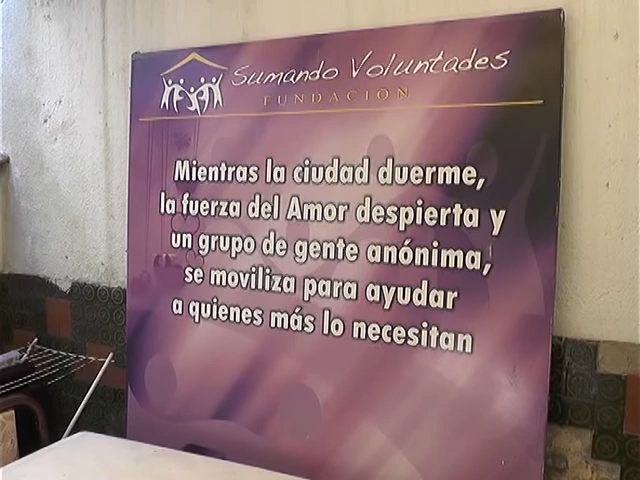 Sumando Voluntades
FUNDACION
Mientras la ciudad duerme,
la fuerza del Amor despierta y
un grupo de gente anónima,
se moviliza para ayudar
a quienes más lo necesitan